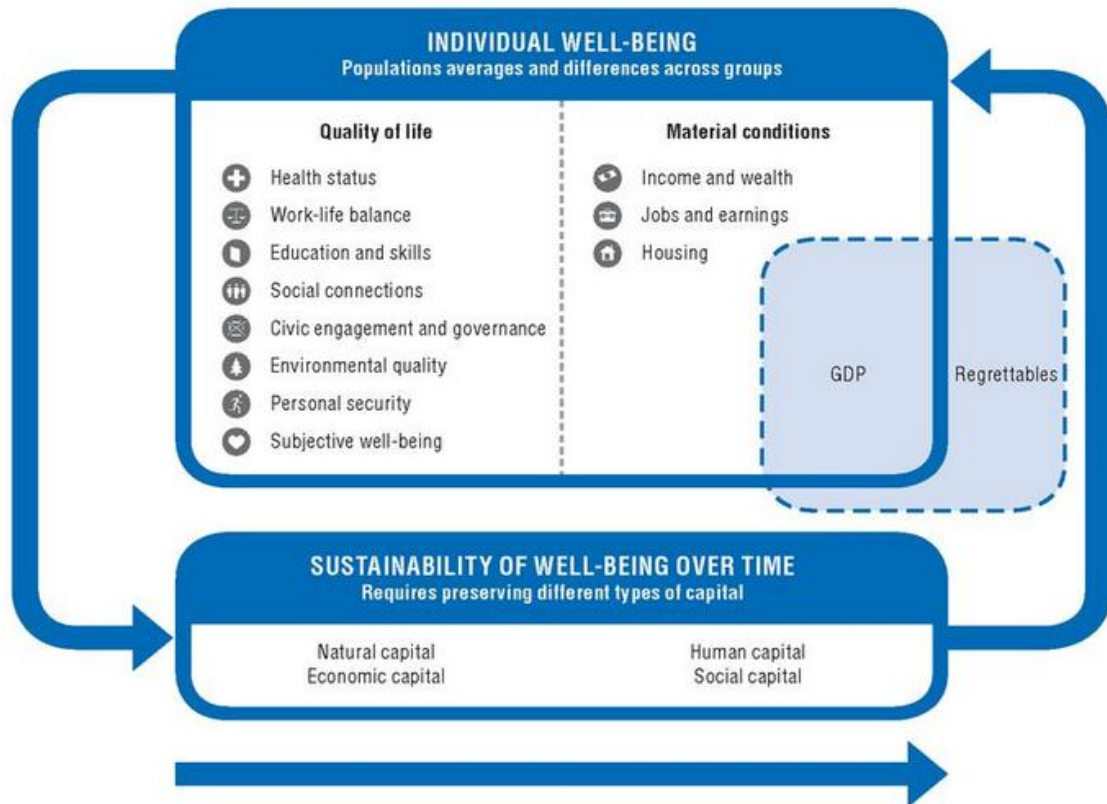 INDIVIDUAL WELL-BEING
Populations averages and differences across groups
Quality of life
Health status
Work-life balance
Education and skills
Social connections
Civic engagement and governance
Environmental quality
Personal security
Subjective well-being
Material conditions
Income and wealth
Jobs and earnings
Housing
GDP
Regrettables
SUSTAINABILITY OF WELL-BEING OVER TIME
Requires preserving different types of capital
Natural capital
Economic capital
Human capital
Social capital